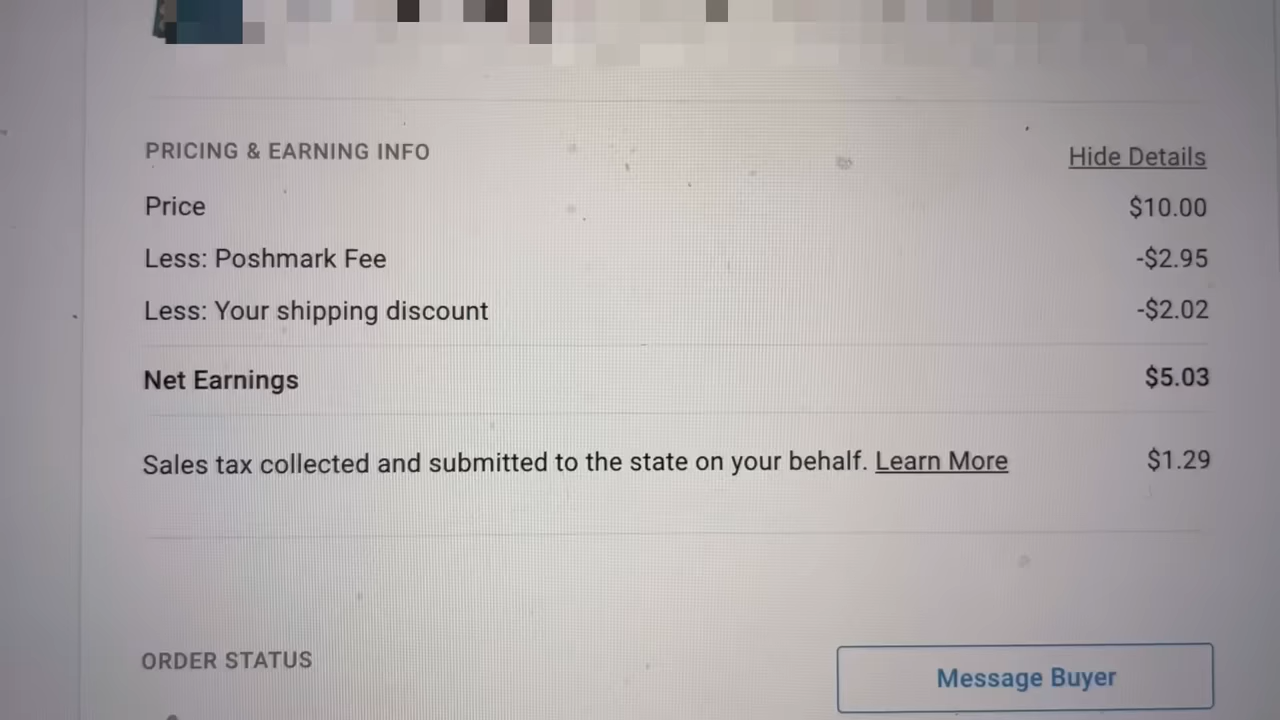 PRICING & EARNING INFO
Hide Details
Price $10.00
Less: Poshmark Fee -$2.95
Less: Your shipping discount -$2.02
Net Earnings $5.03
Sales tax collected and submitted to the state on your behalf. Learn More $1.29
ORDER STATUS
Message Buyer